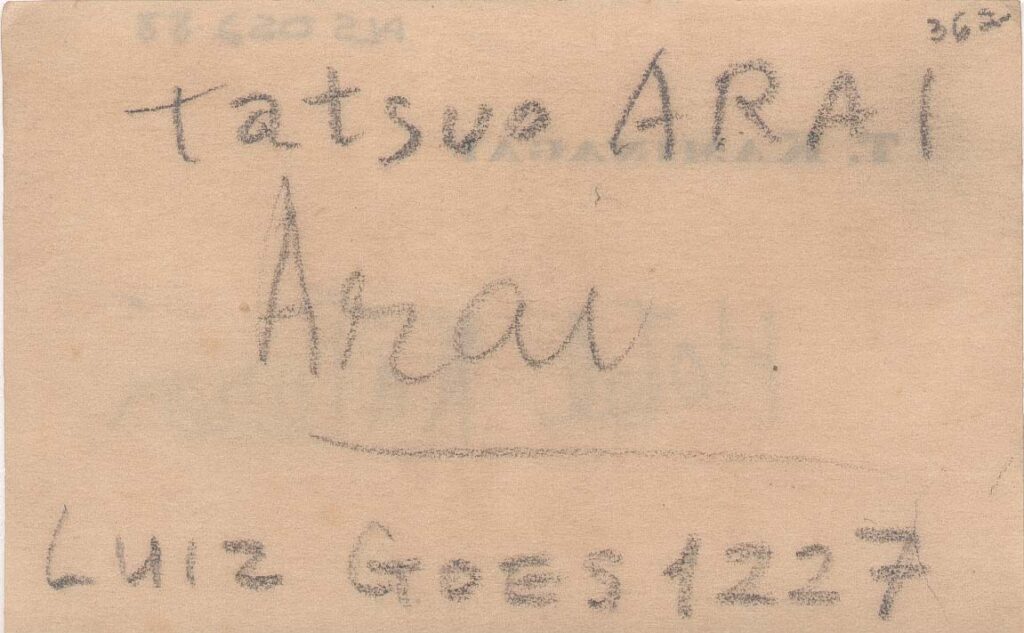 362
tatsuo ARAI
Arai
LUIZ GOES 1227